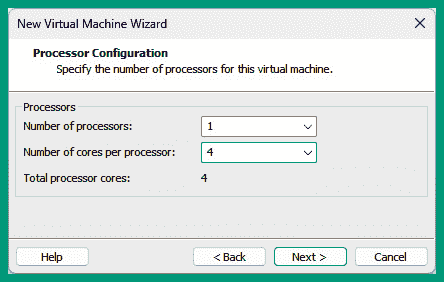 New Virtual Machine Wizard
Processor Configuration
Specify the number of processors for this virtual machine.
Processors
Number of processors: 1
Number of cores per processor: 4
Total processor cores: 4
Help < Back Next > Cancel